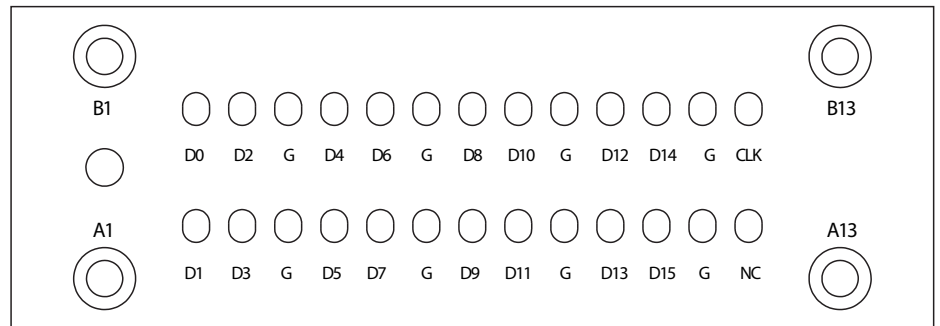 B1 B13
D0 D2 G D4 D6 G D8 D10 G D12 D14 G CLK
A1 A13
D1 D3 G D5 D7 G D9 D11 G D13 D15 G NC